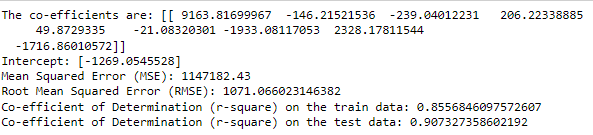 The co-efficients are: [[ 9163.81699967  -146.21521536  -239.04012231   206.22338885
49.8729335    -21.08320301 -1933.08117053  2328.17811544
-1716.86010572]]
Intercept: [-1269.0545528]
Mean Squared Error (MSE): 1147182.43
Root Mean Squared Error (RMSE): 1071.066023146382
Co-efficient of Determination (r-square) on the train data: 0.8556846097572607
Co-efficient of Determination (r-square) on the test data: 0.907327358602192